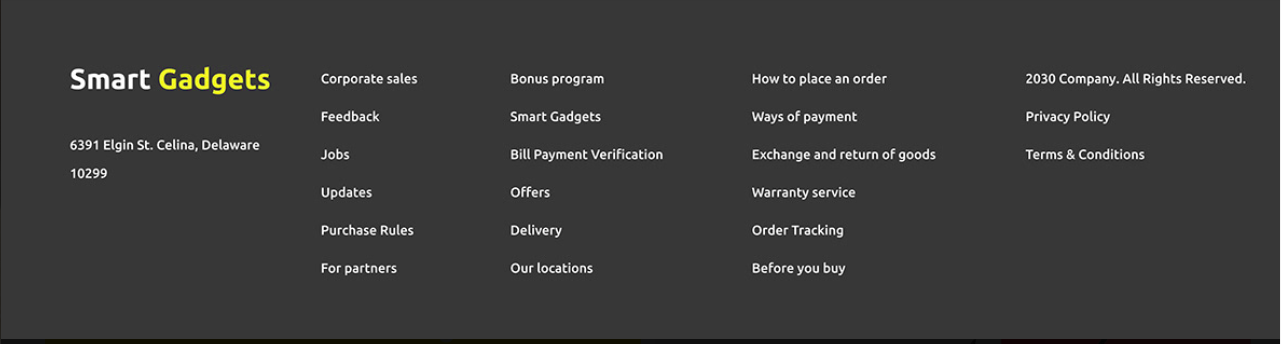 Smart Gadgets
6391 Elgin St. Celina, Delaware
10299
Corporate sales
Feedback
Jobs
Updates
Purchase Rules
For partners
Bonus program
Smart Gadgets
Bill Payment Verification
Offers
Delivery
Our locations
How to place an order
Ways of payment
Exchange and return of goods
Warranty service
Order Tracking
Before you buy
2030 Company. All Rights Reserved.
Privacy Policy
Terms & Conditions